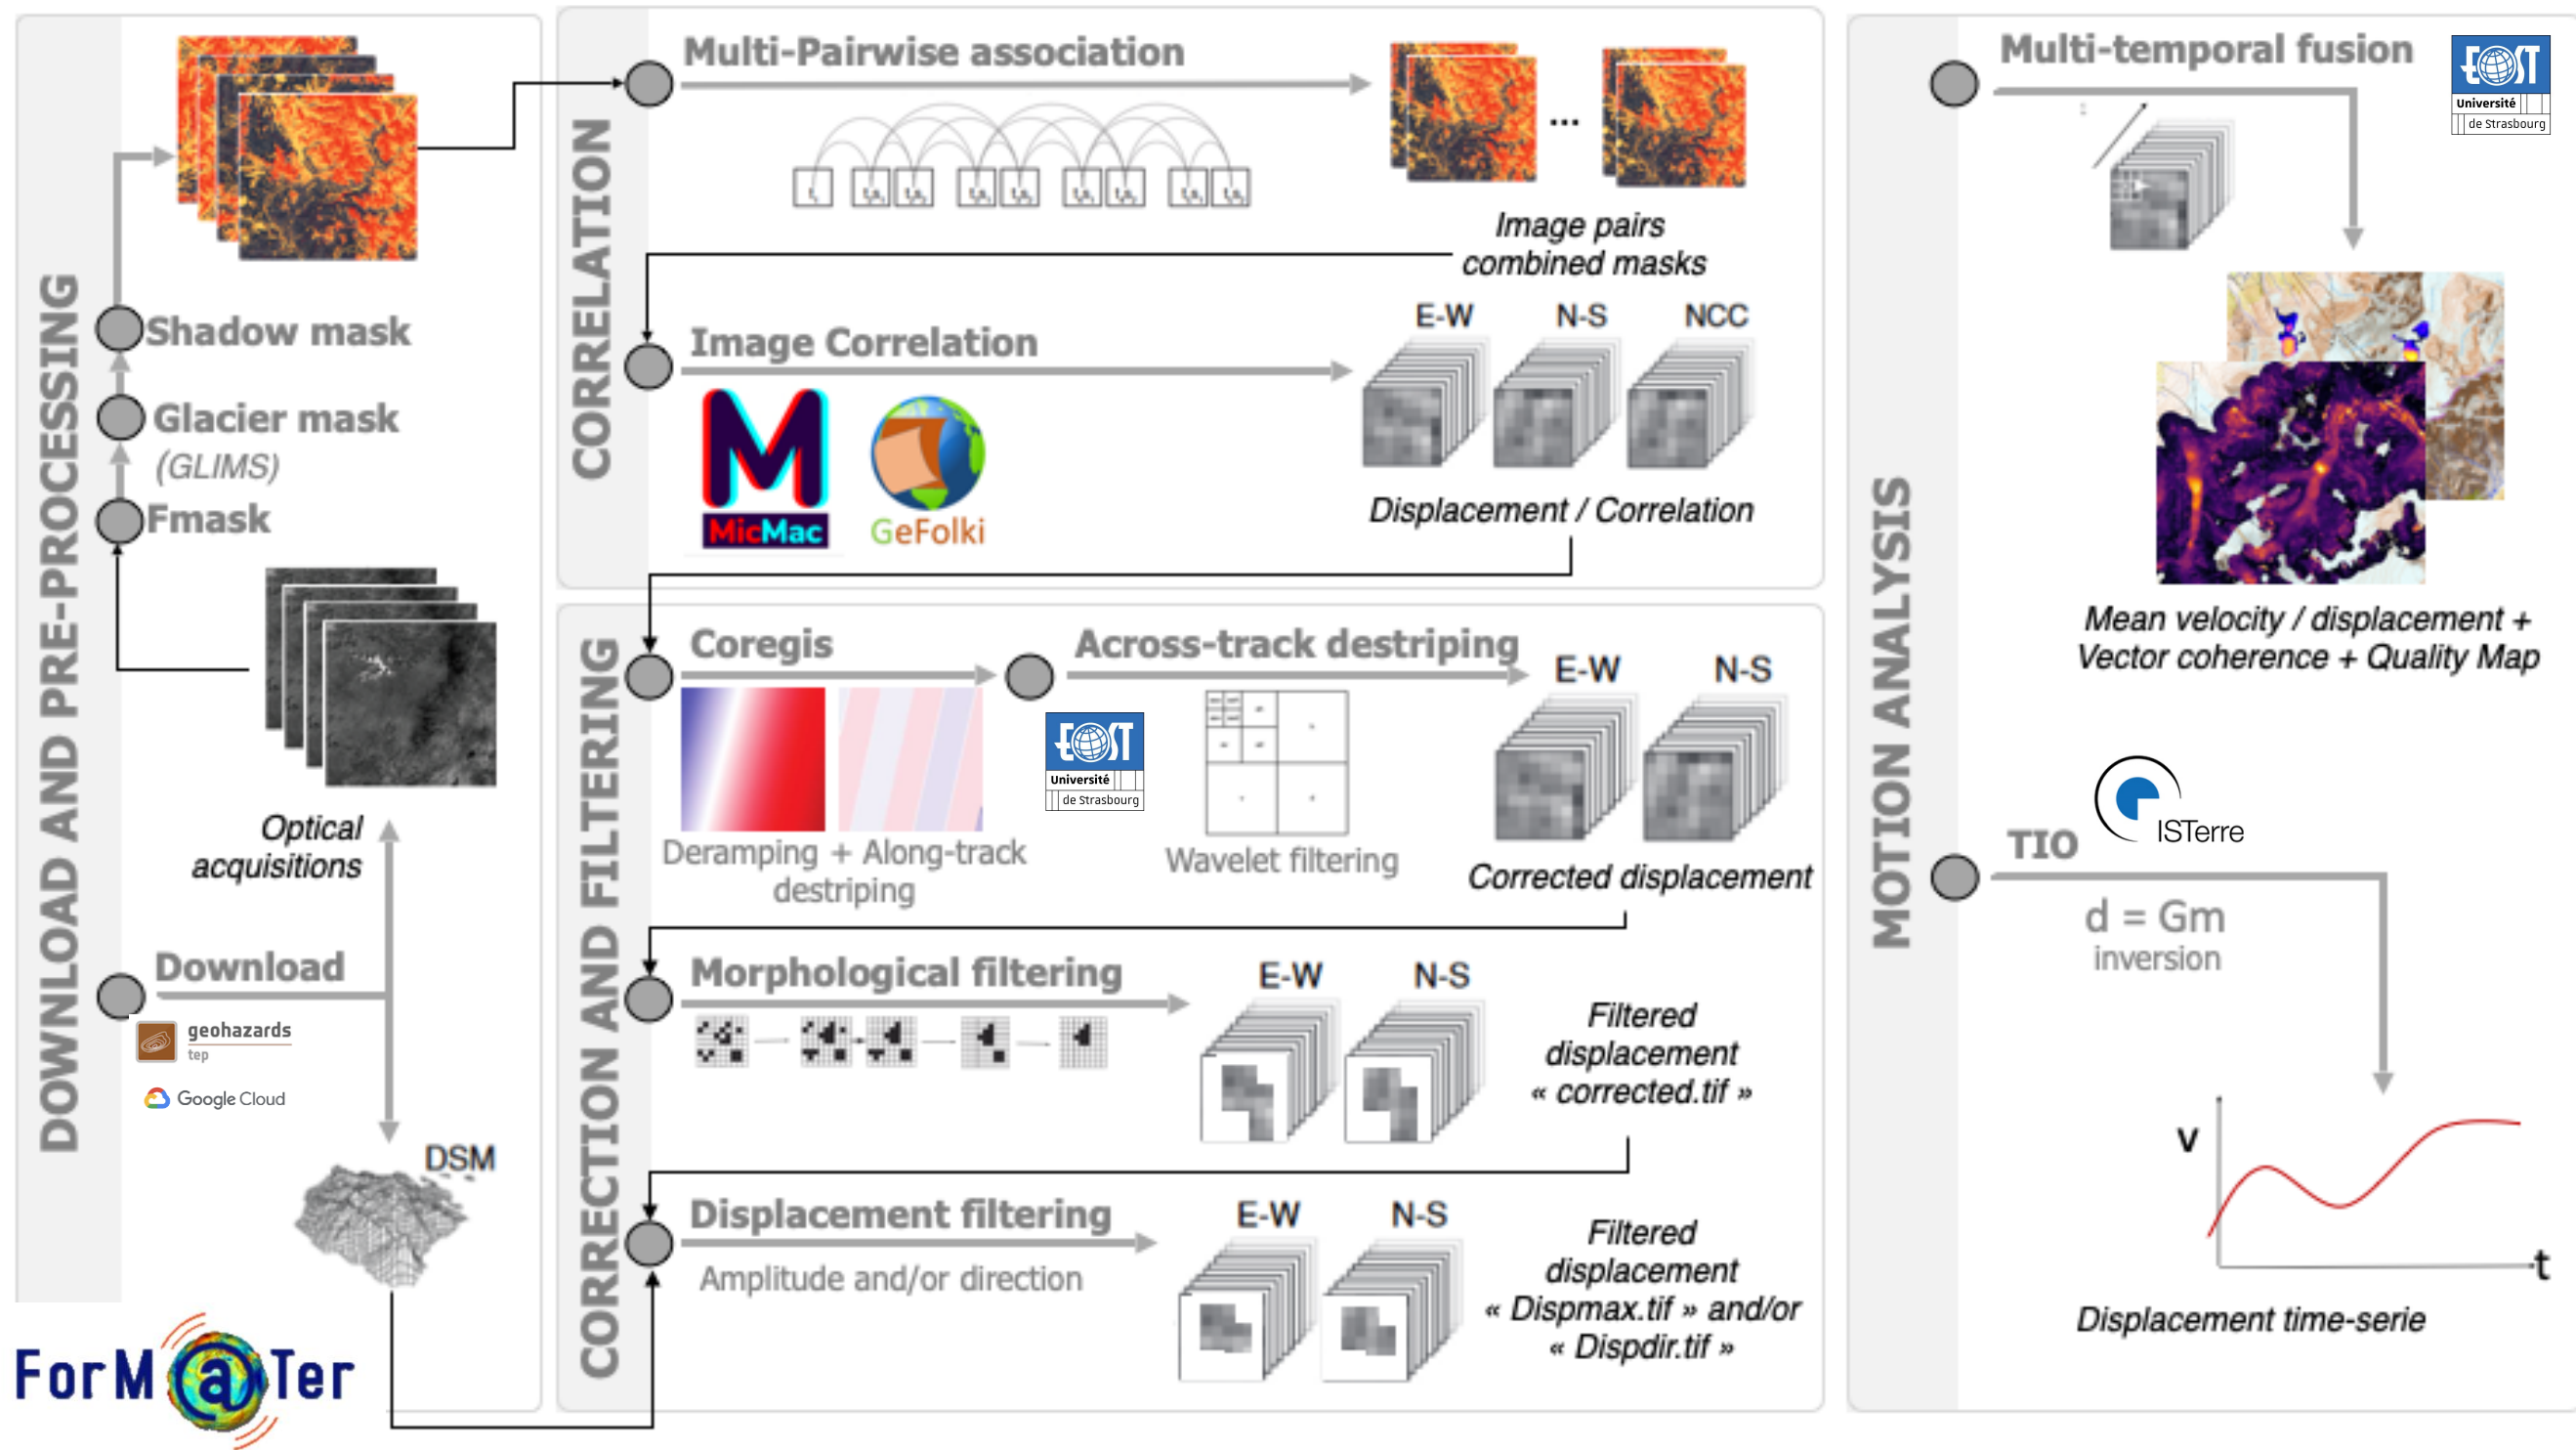 DOWNLOAD AND PRE-PROCESSING
Shadow mask
Glacier mask
(GLIMS)
Fmask
Optical
acquisitions
Download
geohazards
tep
Google Cloud
DSM
ForM@Ter
CORRELATION
Multi-Pairwise association
...
Image pairs
combined masks
Image Correlation
MicMac
GeFolki
E-W N-S NCC
Displacement / Correlation
CORRECTION AND FILTERING
Coregis
Deramping + Along-track
destriping
EOST
Université
de Strasbourg
Across-track destriping
Wavelet filtering
E-W N-S
Corrected displacement
Morphological filtering
E-W N-S
Filtered
displacement
« corrected.tif »
Displacement filtering
Amplitude and/or direction
E-W N-S
Filtered
displacement
« Dispmax.tif » and/or
« Dispdir.tif »
MOTION ANALYSIS
Multi-temporal fusion
EOST
Université
de Strasbourg
Mean velocity / displacement +
Vector coherence + Quality Map
TIO
ISTerre
d = Gm
inversion
v
t
Displacement time-serie